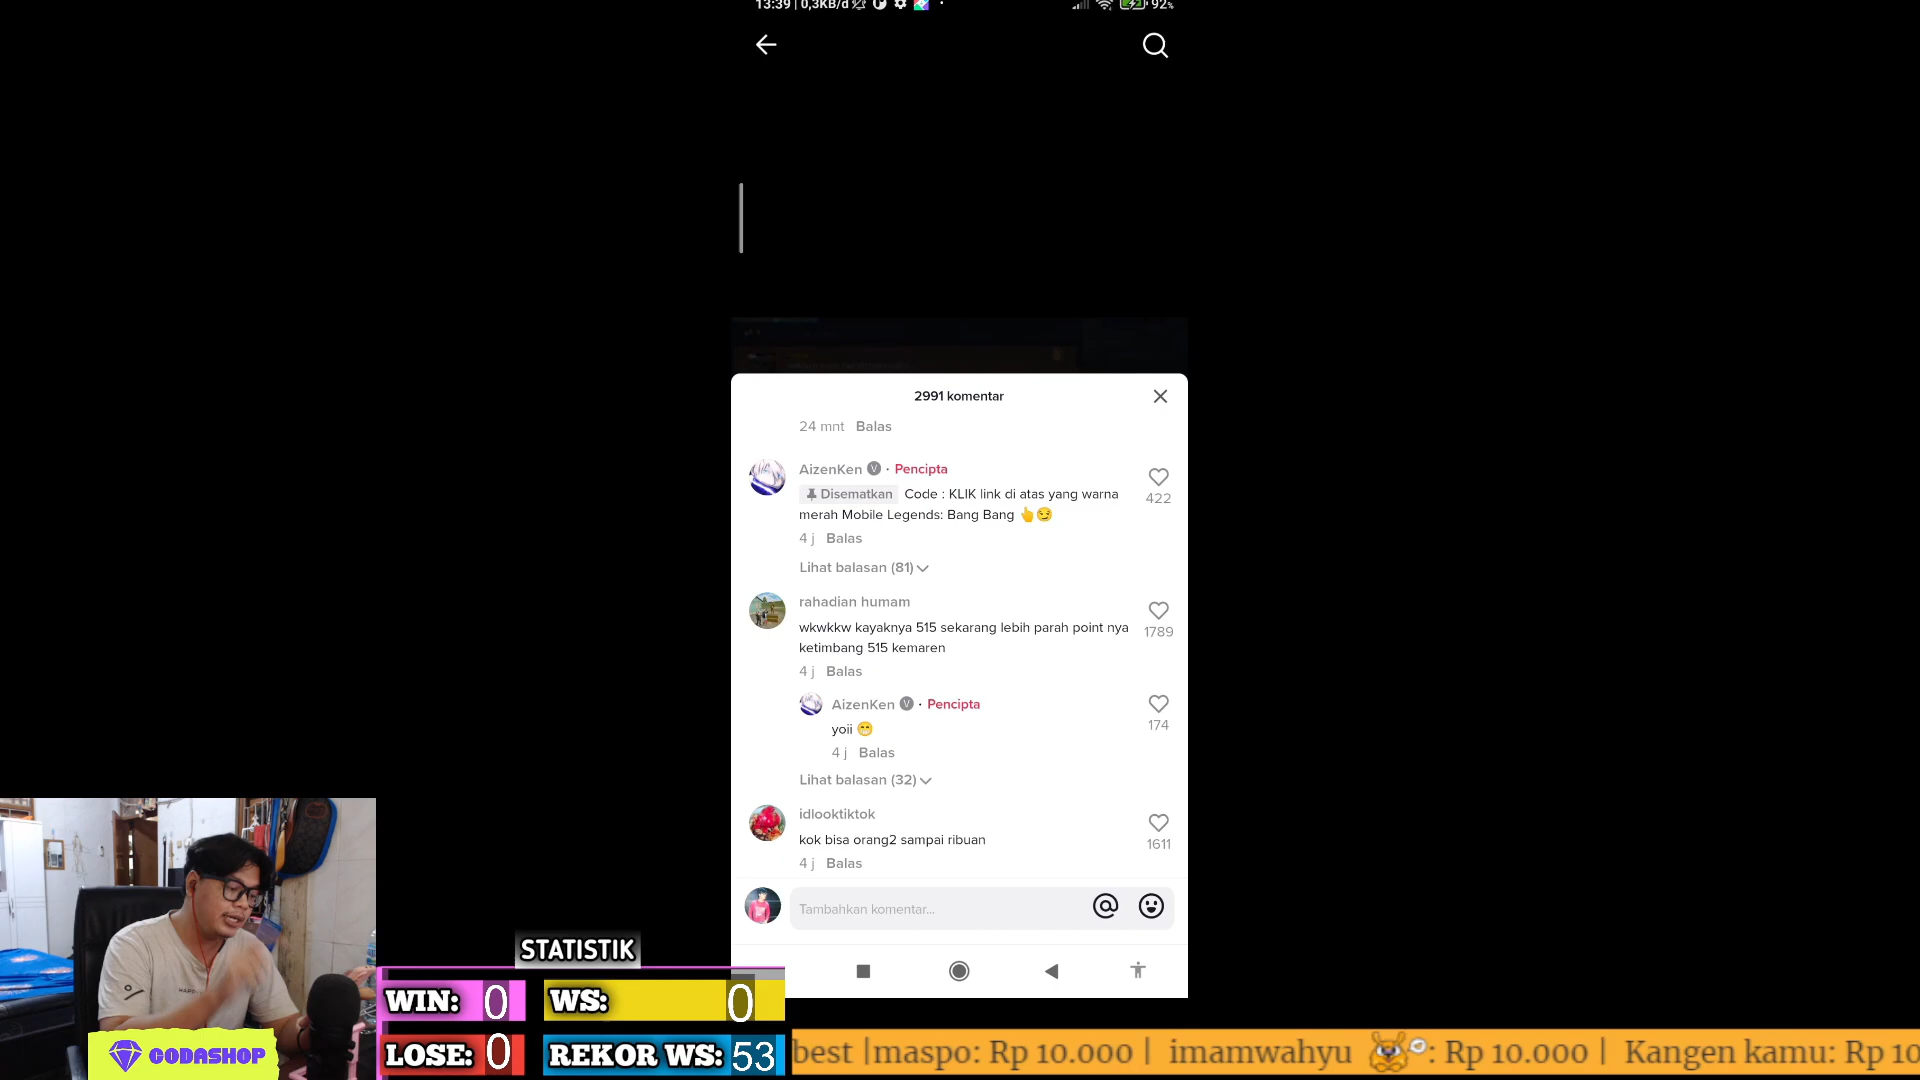 13:39 | 0,3KB/d
92%
2991 komentar
24 mnt Balas
AizenKen · Pencipta
Disematkan Code : KLIK link di atas yang warna
merah Mobile Legends: Bang Bang 👆😏
422
4 j Balas
Lihat balasan (81)
rahadian humam
wkwkkw kayaknya 515 sekarang lebih parah point nya
ketimbang 515 kemaren
1789
4 j Balas
AizenKen · Pencipta
yoii 😁
174
4 j Balas
Lihat balasan (32)
idlooktiktok
kok bisa orang2 sampai ribuan
1611
4 j Balas
Tambahkan komentar...
STATISTIK
WIN: 0
WS: 0
LOSE: 0
REKOR WS: 53
CODASHOP
best | maspo: Rp 10.000 | imamwahyu : Rp 10.000 | Kangen kamu: Rp 10